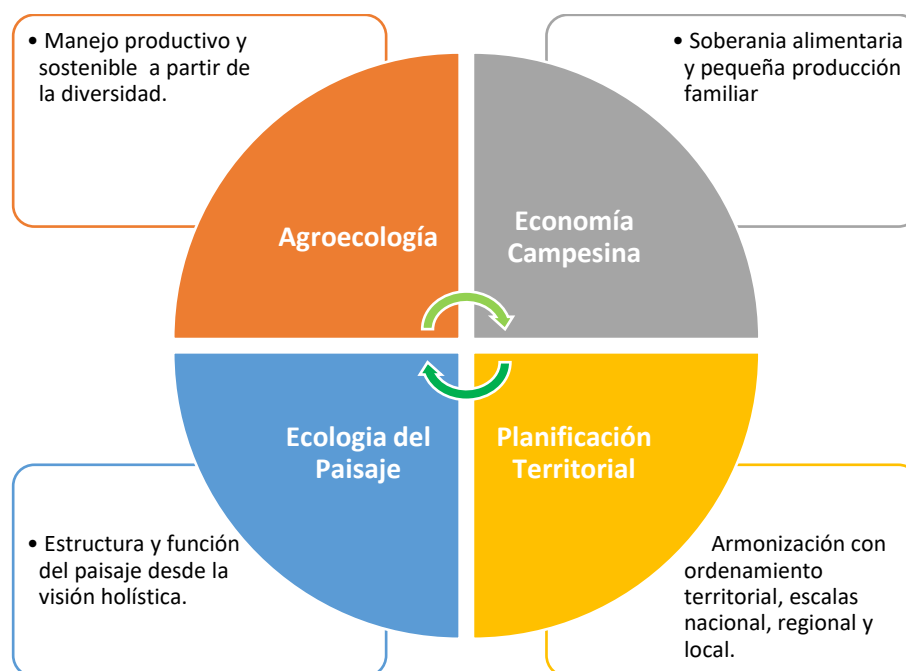 • Manejo productivo y
sostenible a partir de
la diversidad.
• Soberania alimentaria
y pequeña producción
familiar
Agroecología
Economía
Campesina
Ecologia del
Paisaje
Planificación
Territorial
• Estructura y función
del paisaje desde la
visión holística.
Armonización con
ordenamiento
territorial, escalas
nacional, regional y
local.